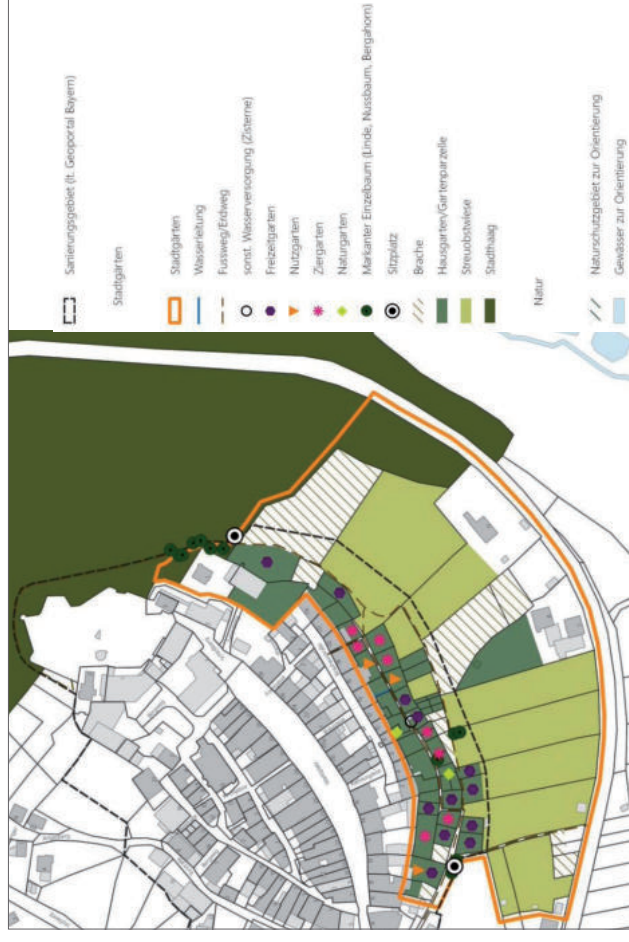 Sanierungsgebiet (lt. Geoportal Bayern)
Stadtgärten
Stadtgärten
Wasserleitung
Fussweg/Erdweg
sonst. Wasserversorgung (Zisterne)
Freizeitgarten
Nutzgarten
Ziergarten
Naturgarten
Markanter Einzelbaum (Linde, Nussbaum, Bergahorn)
Sitzplatz
Brache
Hausgarten/Gartenparzelle
Streuobstwiese
Stadthaag
Natur
Naturschutzgebiet zur Orientierung
Gewässer zur Orientierung